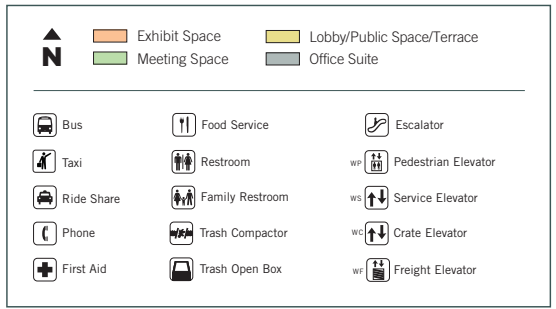 N
Exhibit Space
Meeting Space
Lobby/Public Space/Terrace
Office Suite
Bus
Taxi
Ride Share
Phone
First Aid
Food Service
Restroom
Family Restroom
Trash Compactor
Trash Open Box
Escalator
WP Pedestrian Elevator
WS Service Elevator
WC Crate Elevator
WF Freight Elevator